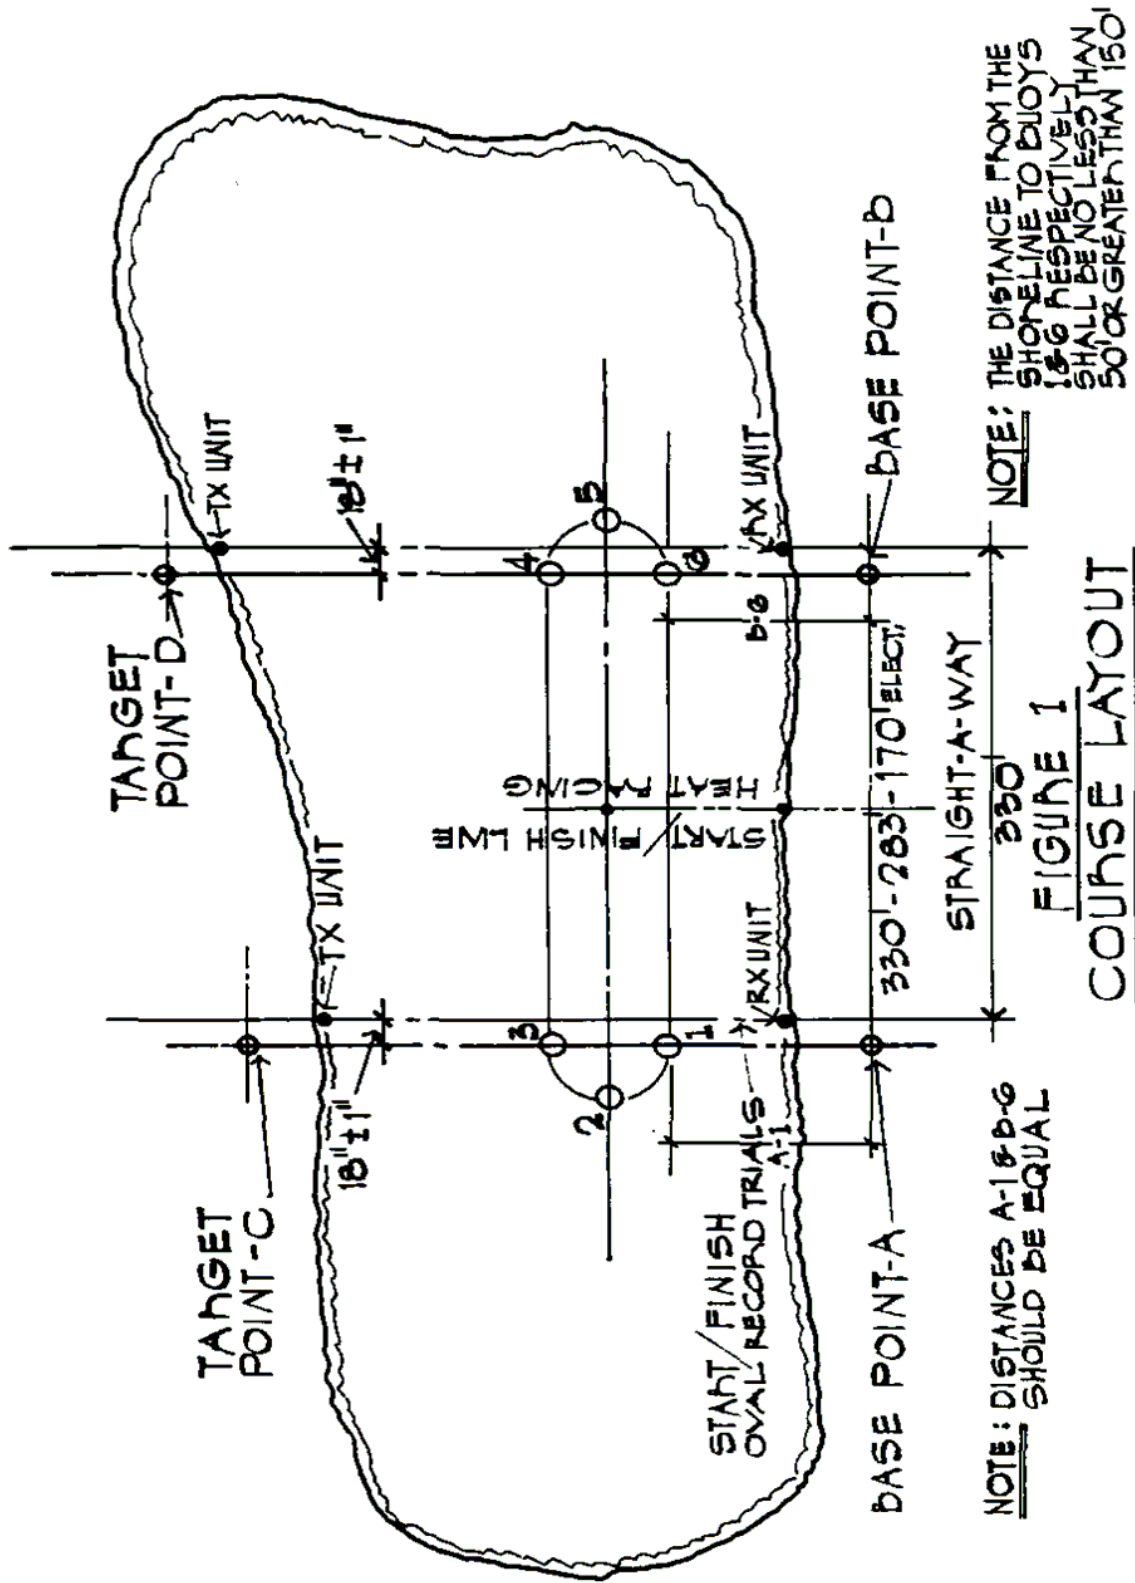 TARGET
POINT-C
TARGET
POINT-D
TX UNIT
TX UNIT
18"±1"
18"±1"
3
4
2
5
1
6
START/FINISH LINE
HEAT RACING
RX UNIT
RX UNIT
START/FINISH
OVAL RECORD TRIALS
A-1
B-6
BASE POINT-A
BASE POINT-B
330'-283'-170' ELECT.
STRAIGHT-A-WAY
330'
NOTE: DISTANCES A-1 & B-6
SHOULD BE EQUAL
NOTE: THE DISTANCE FROM THE
SHORELINE TO BUOYS
1 & 6 RESPECTIVELY
SHALL BE NO LESS THAN
50' OR GREATER THAN 150'
FIGURE 1
COURSE LAYOUT